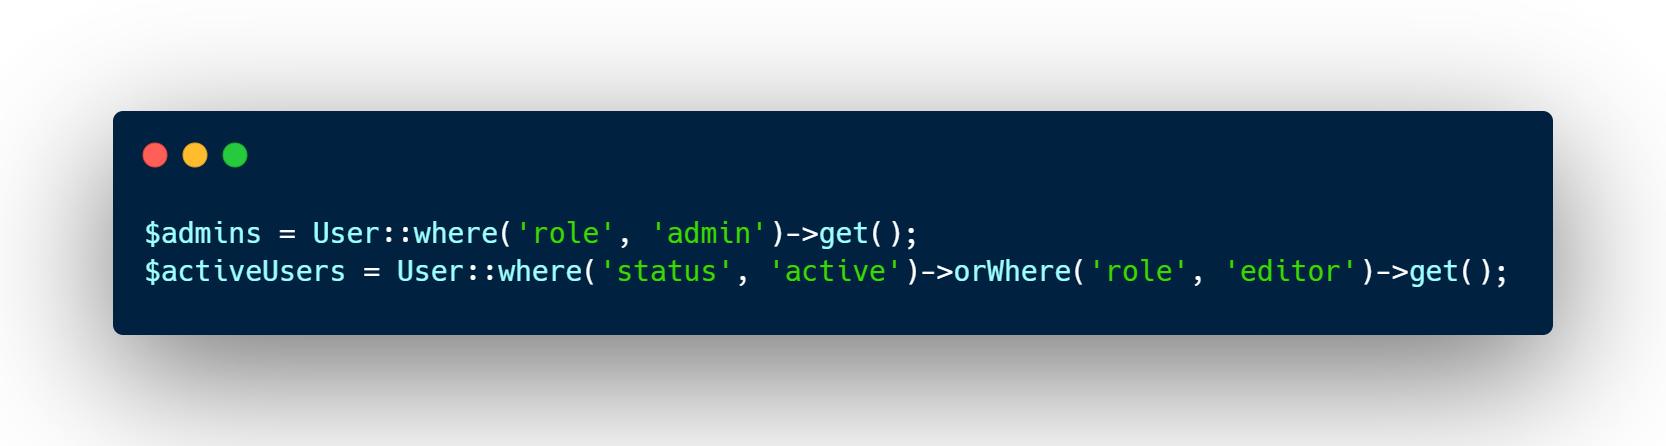 $admins = User::where('role', 'admin')->get();
$activeUsers = User::where('status', 'active')->orWhere('role', 'editor')->get();